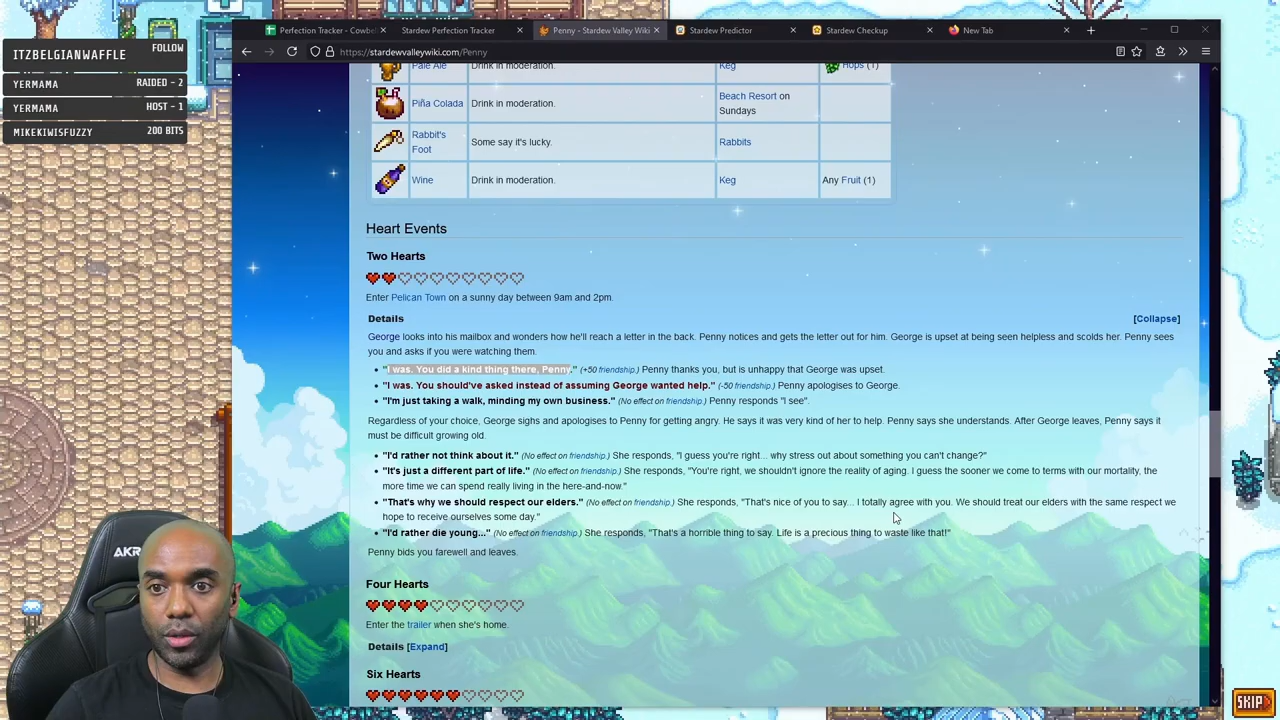 ITZBELGIANWAFFLE FOLLOW
YERMAMA RAIDED - 2
YERMAMA HOST - 1
MIKEKIWISFUZZY 200 BITS
Perfection Tracker - Cowbel
Stardew Perfection Tracker
Penny - Stardew Valley Wiki
Stardew Predictor
Stardew Checkup
New Tab
https://stardewvalleywiki.com/Penny
Pale Ale Drink in moderation. Keg Hops (1)
Piña Colada Drink in moderation. Beach Resort on
Sundays
Rabbit's
Foot Some say it's lucky. Rabbits
Wine Drink in moderation. Keg Any Fruit (1)
Heart Events
Two Hearts
Enter Pelican Town on a sunny day between 9am and 2pm.
Details [Collapse]
George looks into his mailbox and wonders how he'll reach a letter in the back. Penny notices and gets the letter out for him. George is upset at being seen helpless and scolds her. Penny sees
you and asks if you were watching them.
• "I was. You did a kind thing there, Penny." (+50 friendship.) Penny thanks you, but is unhappy that George was upset.
• "I was. You should've asked instead of assuming George wanted help." (-50 friendship.) Penny apologises to George.
• "I'm just taking a walk, minding my own business." (No effect on friendship.) Penny responds "I see".
Regardless of your choice, George sighs and apologises to Penny for getting angry. He says it was very kind of her to help. Penny says she understands. After George leaves, Penny says it
must be difficult growing old.
• "I'd rather not think about it." (No effect on friendship.) She responds, "I guess you're right... why stress out about something you can't change?"
• "It's just a different part of life." (No effect on friendship.) She responds, "You're right, we shouldn't ignore the reality of aging. I guess the sooner we come to terms with our mortality, the
more time we can spend really living in the here-and-now."
• "That's why we should respect our elders." (No effect on friendship.) She responds, "That's nice of you to say... I totally agree with you. We should treat our elders with the same respect we
hope to receive ourselves some day."
• "I'd rather die young..." (No effect on friendship.) She responds, "That's a horrible thing to say. Life is a precious thing to waste like that!"
Penny bids you farewell and leaves.
Four Hearts
Enter the trailer when she's home.
Details [Expand]
Six Hearts
SKIP